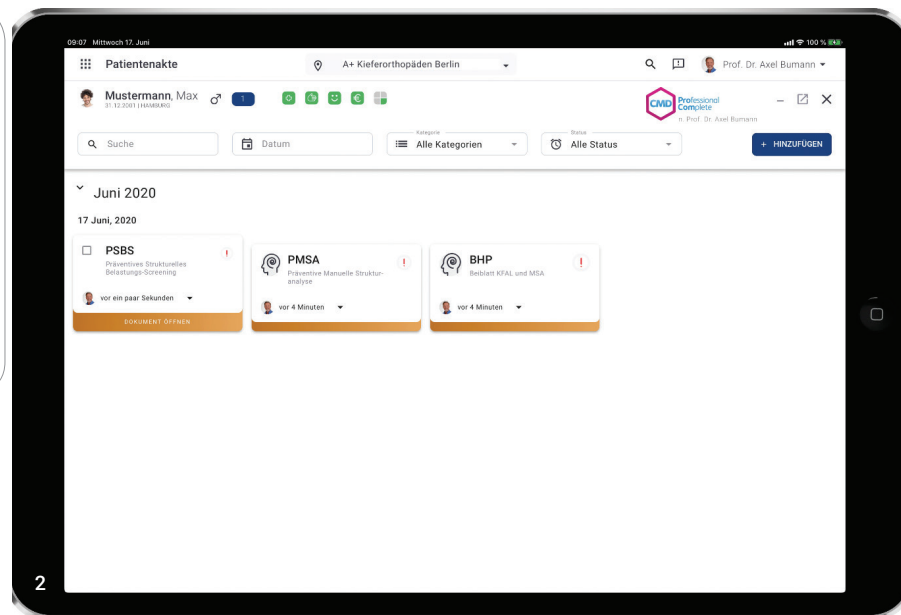 09:07 Mittwoch 17. Juni
100 %
Patientenakte
A+ Kieferorthopäden Berlin
Prof. Dr. Axel Bumann
Mustermann, Max
31.12.2001 | HAMBURG
1
CMD Professional Complete
n. Prof. Dr. Axel Bumann
Suche
Datum
Kategorie
Alle Kategorien
Status
Alle Status
+ HINZUFÜGEN
Juni 2020
17 Juni, 2020
PSBS
Präventives Strukturelles
Belastungs-Screening
vor ein paar Sekunden
DOKUMENT ÖFFNEN
PMSA
Präventive Manuelle Struktur-
analyse
vor 4 Minuten
BHP
Beiblatt KFAL und MSA
vor 4 Minuten
2